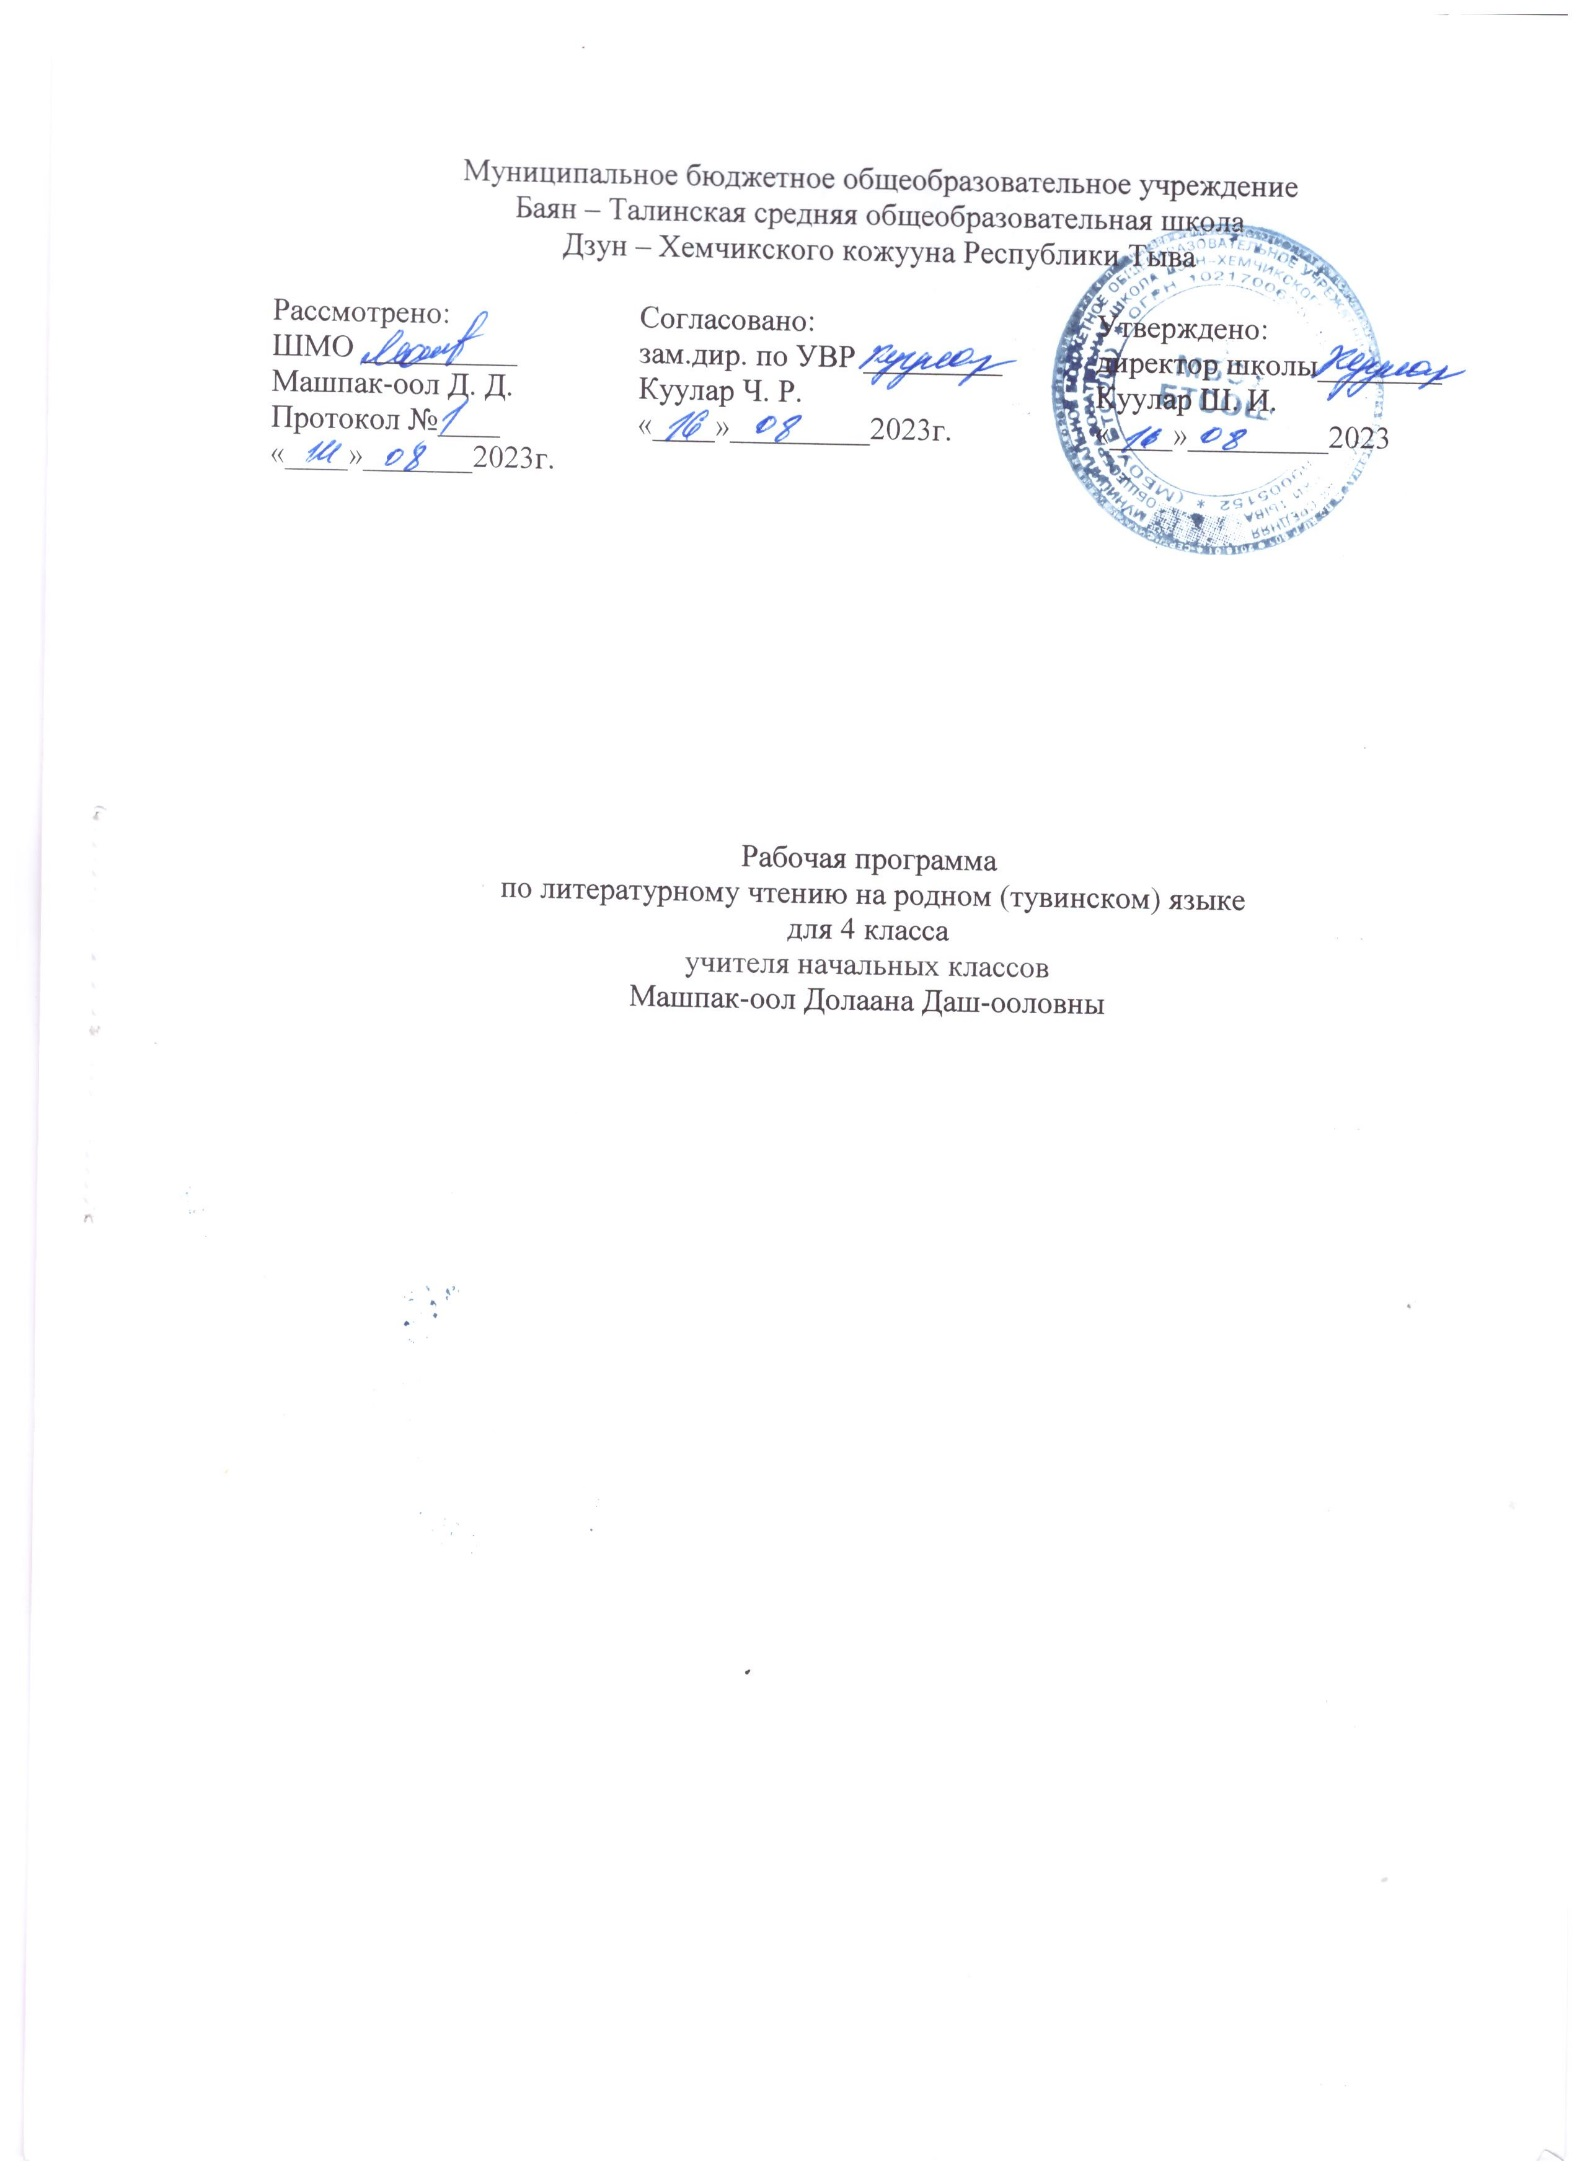 Муниципальное бюджетное общеобразовательное учреждение
Баян – Талинская средняя общеобразовательная школа
Дзун – Хемчикского кожууна Республики Тыва
Рассмотрено:
ШМО
Машпак-оол Д. Д.
Протокол № 1
«____» 08 2023г.
Согласовано:
зам.дир. по УВР
Куулар Ч. Р.
« 16 » 08 2023г.
Утверждено:
директор школы
Куулар Ш. И.
« 16 » 08 2023
Рабочая программа
по литературному чтению на родном (тувинском) языке
для 4 класса
учителя начальных классов
Машпак-оол Долаана Даш-ооловны